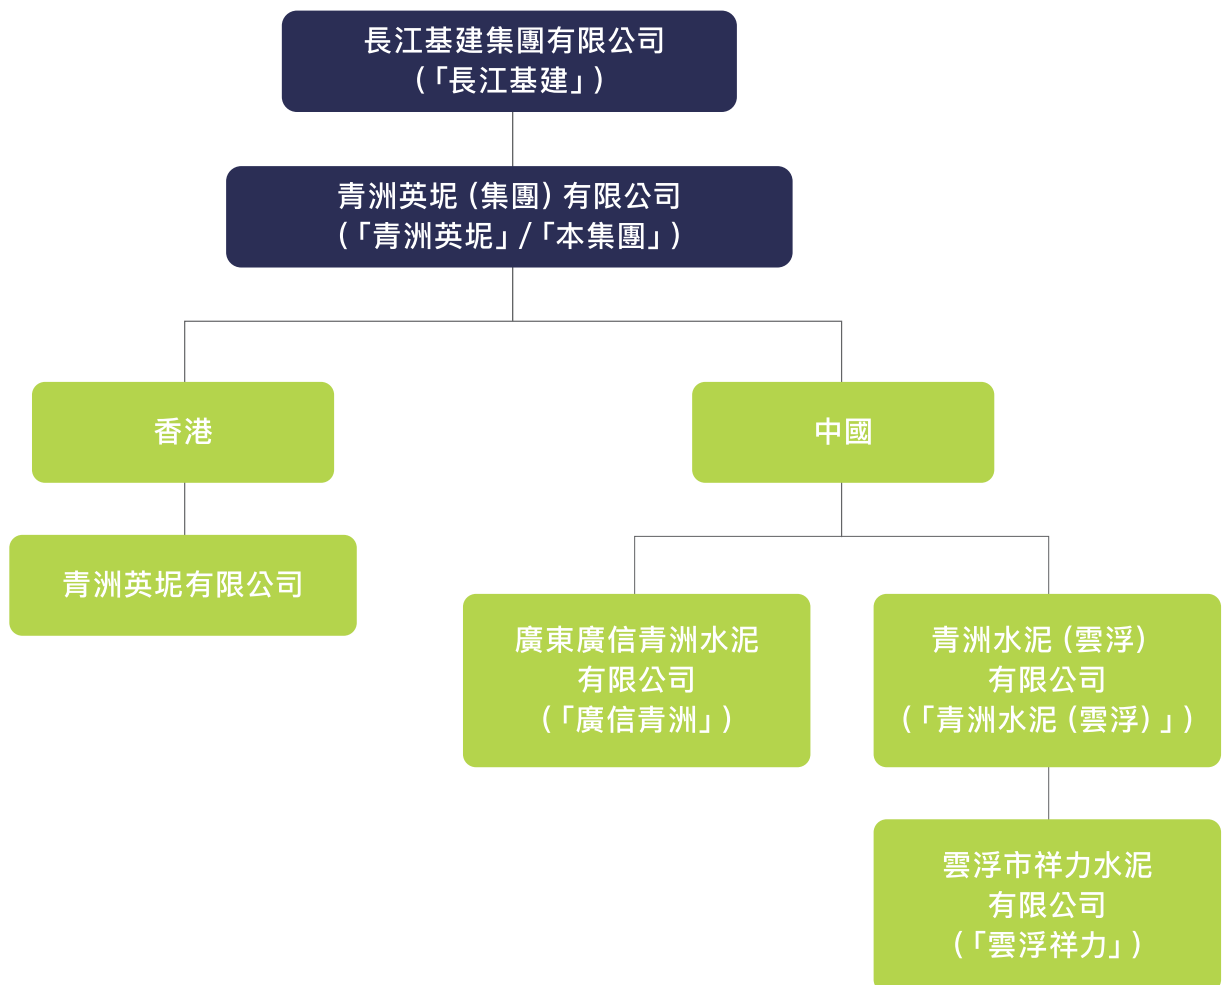 長江基建集團有限公司
(「長江基建」)
青洲英坭 (集團) 有限公司
(「青洲英坭」/「本集團」)
香港
中國
青洲英坭有限公司
廣東廣信青洲水泥
有限公司
(「廣信青洲」)
青洲水泥 (雲浮)
有限公司
(「青洲水泥 (雲浮) 」)
雲浮市祥力水泥
有限公司
(「雲浮祥力」)